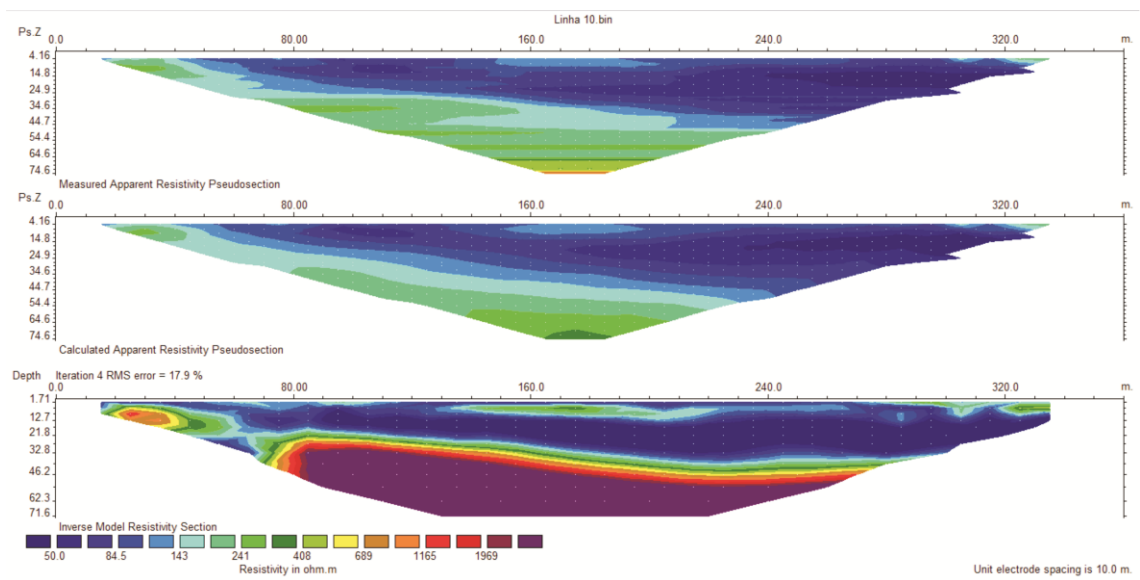 Linha 10.bin
Ps.Z 0.0 80.00 160.0 240.0 320.0 m.
4.16
14.8
24.9
34.6
44.7
54.4
64.6
74.6
Measured Apparent Resistivity Pseudosection
Ps.Z 0.0 80.00 160.0 240.0 320.0 m.
4.16
14.8
24.9
34.6
44.7
54.4
64.6
74.6
Calculated Apparent Resistivity Pseudosection
Depth Iteration 4 RMS error = 17.9 %
0.0 80.00 160.0 240.0 320.0 m.
1.71
12.7
21.8
32.8
46.2
62.3
71.6
Inverse Model Resistivity Section
50.0 84.5 143 241 408 689 1165 1969
Resistivity in ohm.m
Unit electrode spacing is 10.0 m.